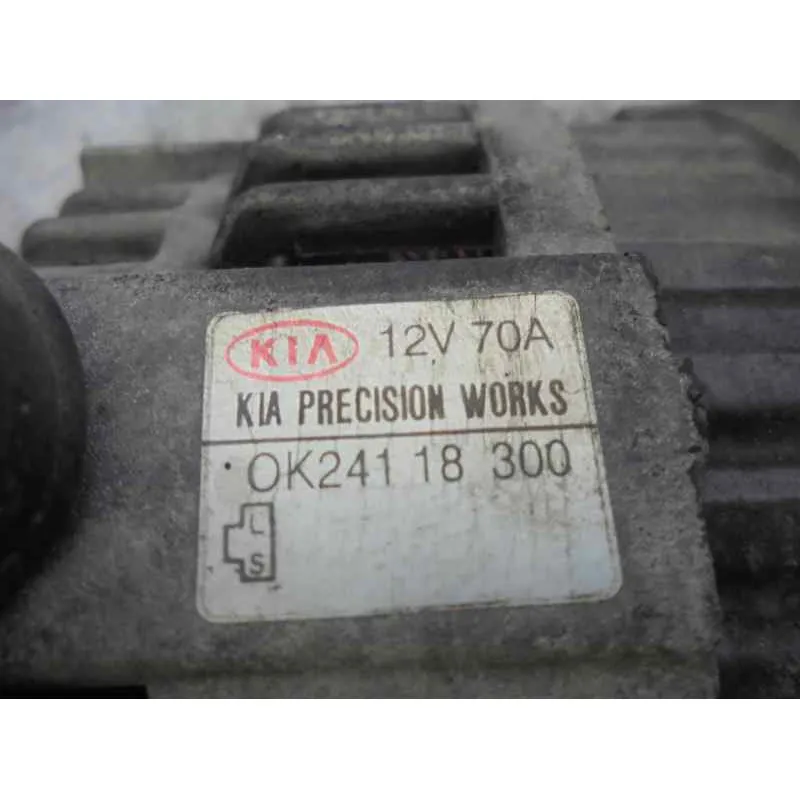 KIA 12V 70A
KIA PRECISION WORKS
OK241 18 300
L
S